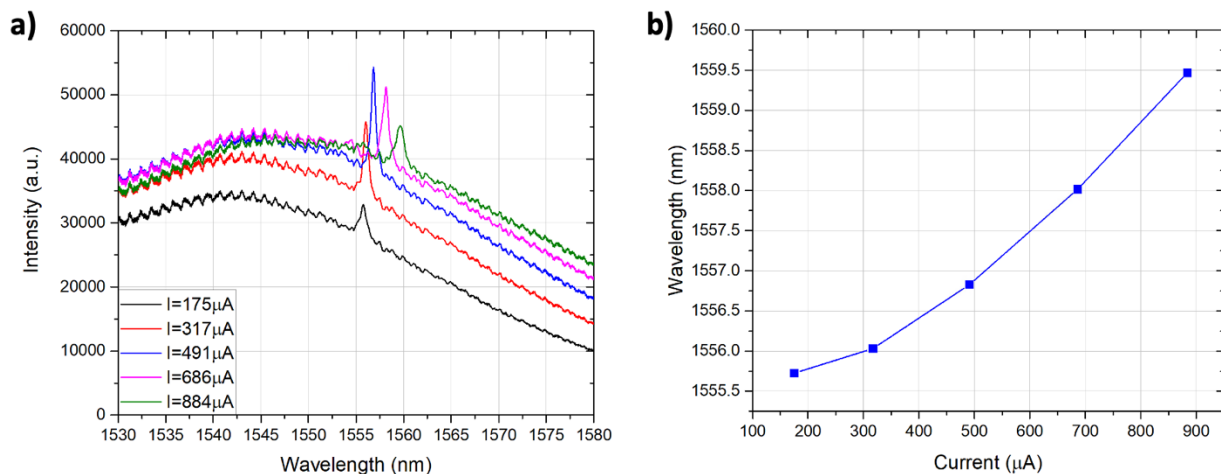 a)
60000
50000
40000
30000
20000
10000
0
Intensity (a.u.)
I=175μA
I=317μA
I=491μA
I=686μA
I=884μA
1530 1535 1540 1545 1550 1555 1560 1565 1570 1575 1580
Wavelength (nm)
b)
1560.0
1559.5
1559.0
1558.5
1558.0
1557.5
1557.0
1556.5
1556.0
1555.5
Wavelength (nm)
100 200 300 400 500 600 700 800 900
Current (μA)